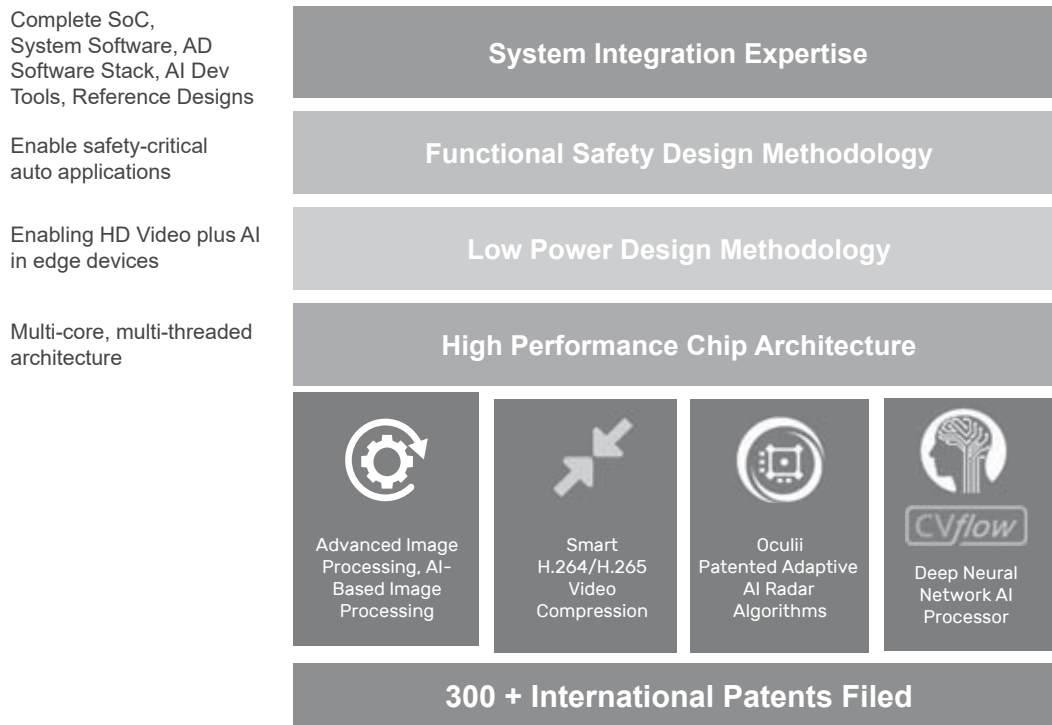 Complete SoC,
System Software, AD
Software Stack, AI Dev
Tools, Reference Designs
System Integration Expertise
Enable safety-critical
auto applications
Functional Safety Design Methodology
Enabling HD Video plus AI
in edge devices
Low Power Design Methodology
Multi-core, multi-threaded
architecture
High Performance Chip Architecture
Advanced Image
Processing, AI-
Based Image
Processing
Smart
H.264/H.265
Video
Compression
Oculii
Patented Adaptive
AI Radar
Algorithms
CVflow
Deep Neural
Network AI
Processor
300 + International Patents Filed